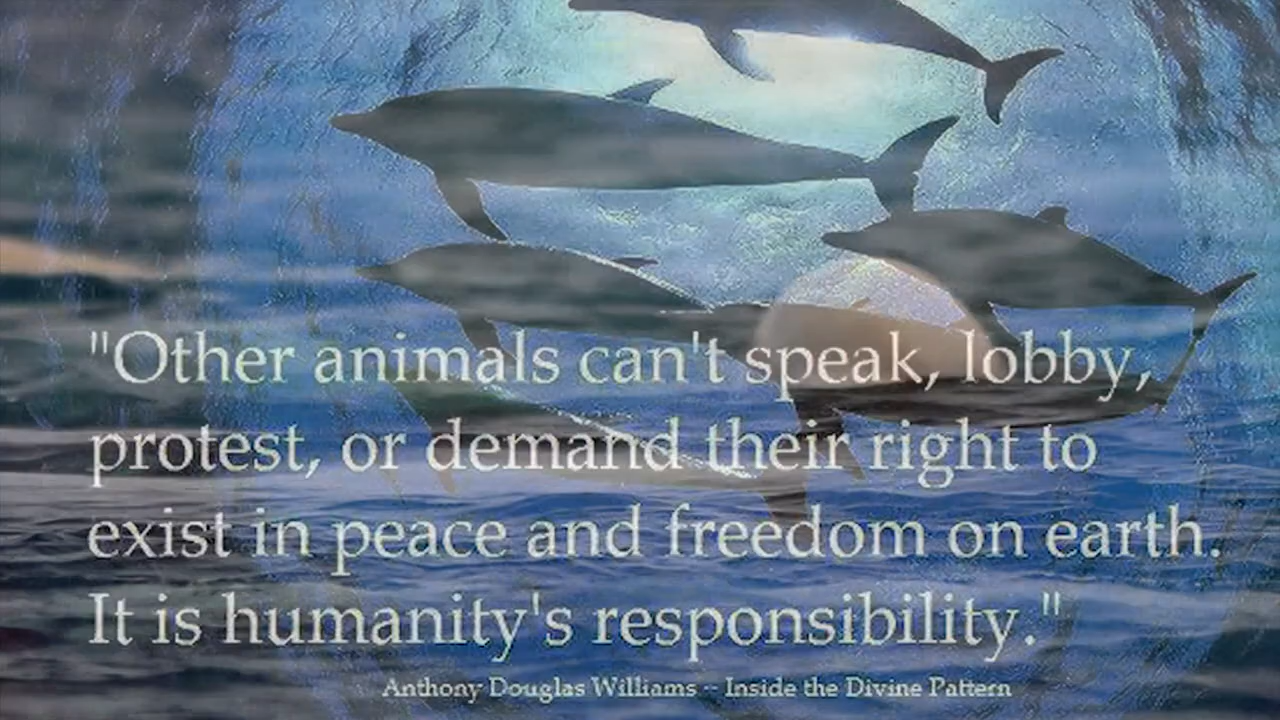 "Other animals can't speak, lobby,
protest, or demand their right to
exist in peace and freedom on earth.
It is humanity's responsibility."
Anthony Douglas Williams -- Inside the Divine Pattern